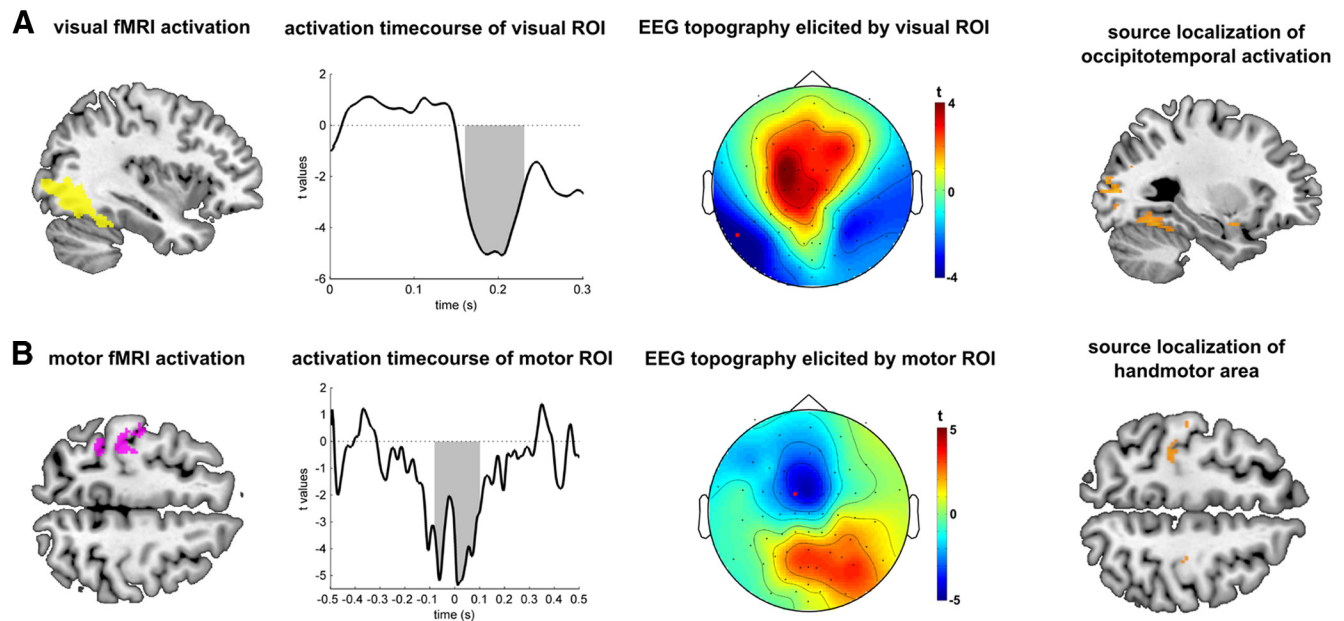 A
visual fMRI activation
activation timecourse of visual ROI
EEG topography elicited by visual ROI
source localization of
occipitotemporal activation
t values
2
0
-2
-4
-6
0
0.1
0.2
0.3
time (s)
t
4
0
-4
B
motor fMRI activation
activation timecourse of motor ROI
EEG topography elicited by motor ROI
source localization of
handmotor area
t values
2
1
0
-1
-2
-3
-4
-5
-0.5 -0.4 -0.3 -0.2 -0.1 0 0.1 0.2 0.3 0.4 0.5
time (s)
t
5
0
-5